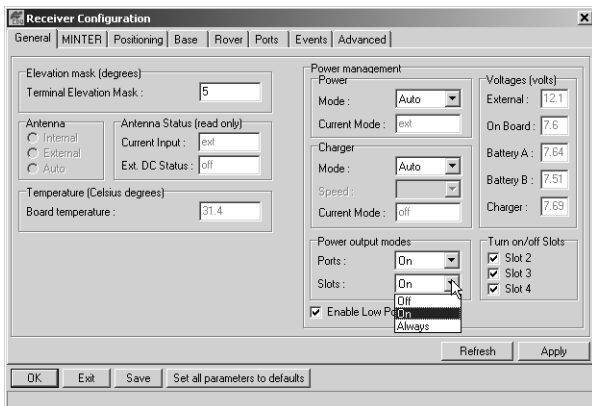 Receiver Configuration
General MINTER Positioning Base Rover Ports Events Advanced
Elevation mask (degrees)
Terminal Elevation Mask : 5
Antenna
Internal
External
Auto
Antenna Status (read only)
Current Input : ext
Ext. DC Status : off
Temperature (Celsius degrees)
Board temperature : 31.4
Power management
Power
Mode : Auto
Current Mode : ext
Charger
Mode : Auto
Speed :
Current Mode : off
Power output modes
Ports : On
Slots : On
Off
On
Always
Enable Low
Voltages (volts)
External : 12.1
On Board : 7.6
Battery A : 7.64
Battery B : 7.51
Charger : 7.69
Turn on/off Slots
Slot 2
Slot 3
Slot 4
Refresh Apply
OK Exit Save Set all parameters to defaults